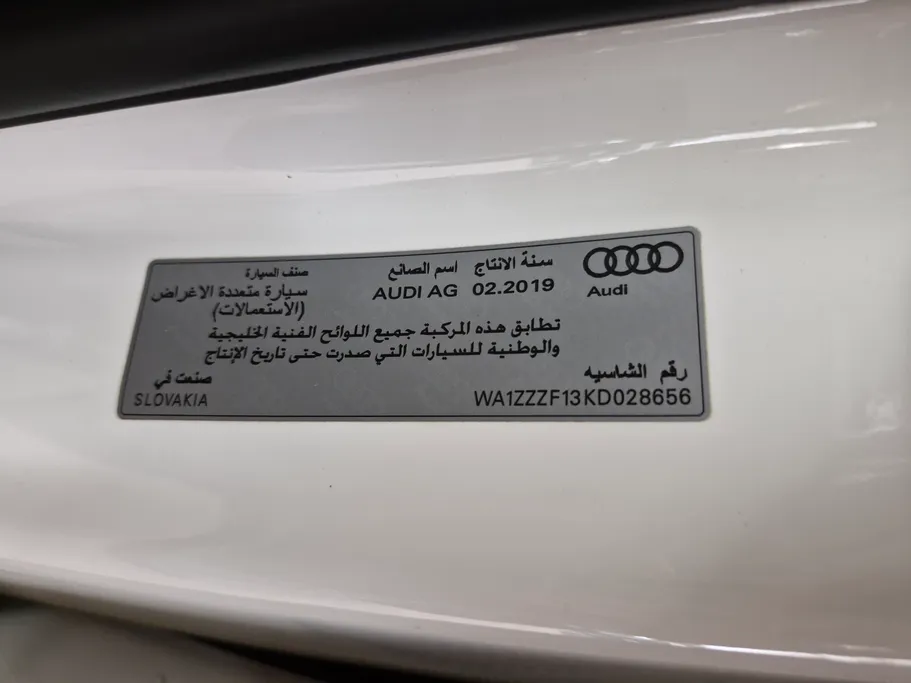 صنف السيارة
سيارة متعددة الاغراض
(الاستعمالات)
اسم الصانع
AUDI AG
سنة الانتاج
02.2019
Audi
تطابق هذه المركبة جميع اللوائح الفنية الخليجية
والوطنية للسيارات التي صدرت حتى تاريخ الإنتاج
رقم الشاسيه
WA1ZZZF13KD028656
صنعت في
SLOVAKIA